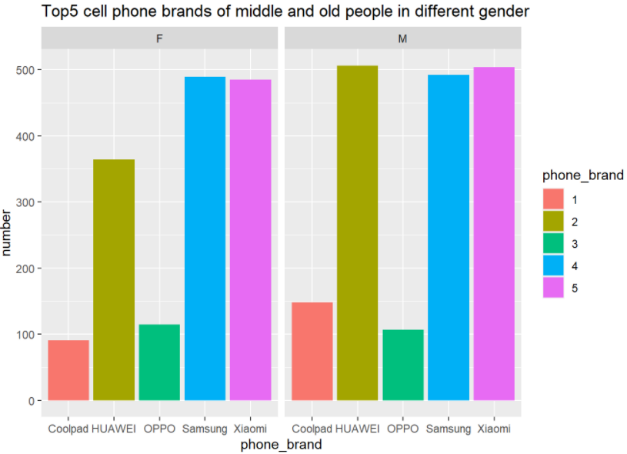 Top5 cell phone brands of middle and old people in different gender
F M
500
400
300
200
100
0
number
Coolpad HUAWEI OPPO Samsung Xiaomi Coolpad HUAWEI OPPO Samsung Xiaomi
phone_brand
phone_brand
1
2
3
4
5